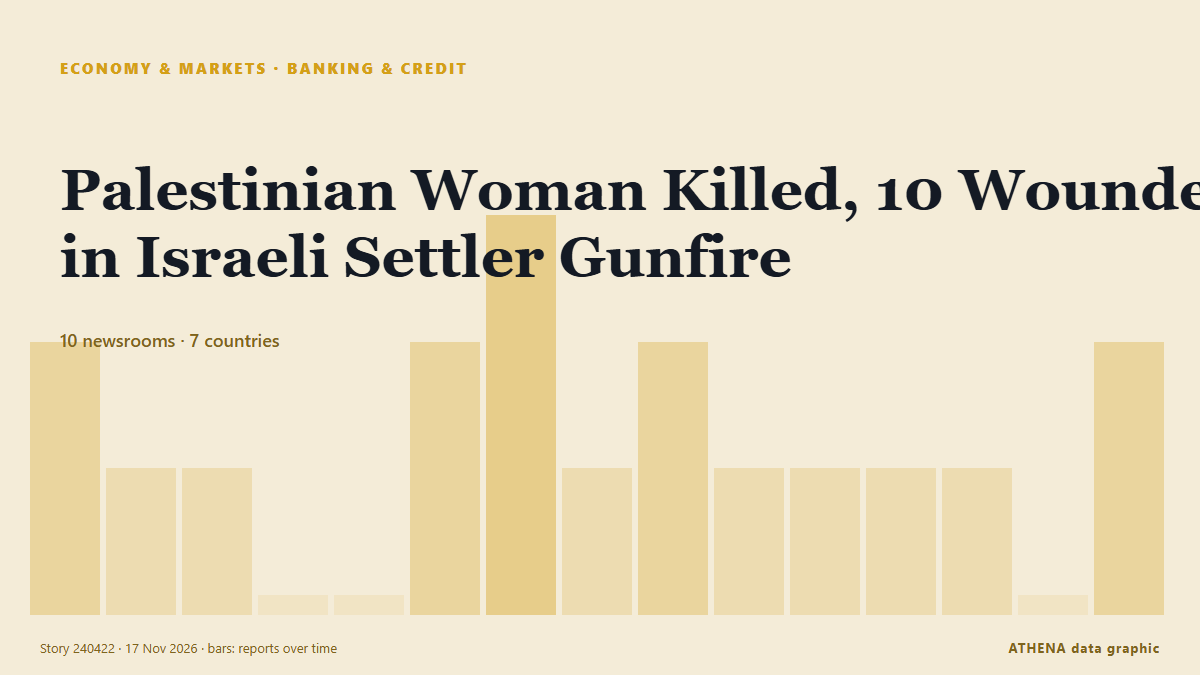 ECONOMY & MARKETS · BANKING & CREDIT
Palestinian Woman Killed, 10 Wounde
in Israeli Settler Gunfire
10 newsrooms · 7 countries
Story 240422 · 17 Nov 2026 · bars: reports over time
ATHENA data graphic